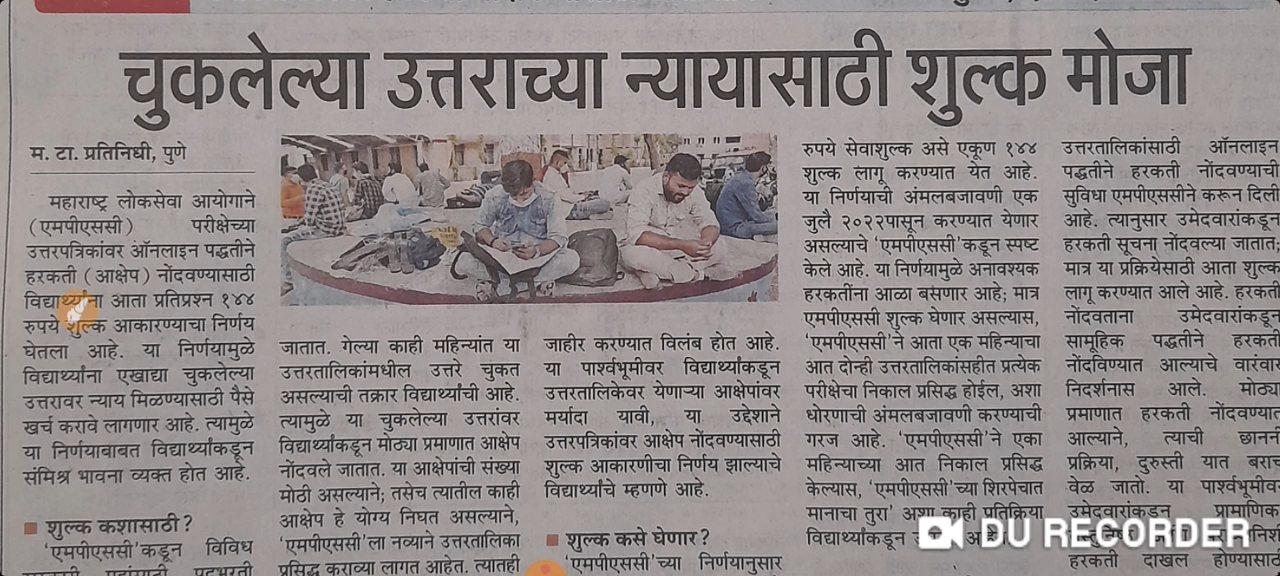 चुकलेल्या उत्तराच्या न्यायासाठी शुल्क मोजा
म. टा. प्रतिनिधी, पुणे
महाराष्ट्र लोकसेवा आयोगाने
(एमपीएससी) परीक्षेच्या
उत्तरपत्रिकांवर ऑनलाइन पद्धतीने
हरकती (आक्षेप) नोंदवण्यासाठी
विद्यार्थ्यांना आता प्रतिप्रश्न १४४
रुपये शुल्क आकारण्याचा निर्णय
घेतला आहे. या निर्णयामुळे
विद्यार्थ्यांना एखाद्या चुकलेल्या
उत्तरावर न्याय मिळण्यासाठी पैसे
खर्च करावे लागणार आहे. त्यामुळे
या निर्णयाबाबत विद्यार्थ्यांकडून
संमिश्र भावना व्यक्त होत आहे.
शुल्क कशासाठी?
'एमपीएससी'कडून विविध
जातात. गेल्या काही महिन्यांत या
उत्तरतालिकांमधील उत्तरे चुकत
असल्याची तक्रार विद्यार्थ्यांची आहे.
त्यामुळे या चुकलेल्या उत्तरांवर
विद्यार्थ्यांकडून मोठ्या प्रमाणात आक्षेप
नोंदवले जातात. या आक्षेपांची संख्या
मोठी असल्याने; तसेच त्यातील काही
आक्षेप हे योग्य निघत असल्याने,
'एमपीएससी'ला नव्याने उत्तरतालिका
प्रसिद्ध कराव्या लागत आहेत. त्यातही
जाहीर करण्यात विलंब होत आहे.
या पार्श्वभूमीवर विद्यार्थ्यांकडून
उत्तरतालिकेवर येणाऱ्या आक्षेपांवर
मर्यादा यावी, या उद्देशाने
उत्तरपत्रिकांवर आक्षेप नोंदवण्यासाठी
शुल्क आकारणीचा निर्णय झाल्याचे
विद्यार्थ्यांचे म्हणणे आहे.
शुल्क कसे घेणार?
'एमपीएससी'च्या निर्णयानुसार
रुपये सेवाशुल्क असे एकूण १४४
शुल्क लागू करण्यात येत आहे.
या निर्णयाची अंमलबजावणी एक
जुलै २०२२पासून करण्यात येणार
असल्याचे 'एमपीएससी'कडून स्पष्ट
केले आहे. या निर्णयामुळे अनावश्यक
हरकतींना आळा बसणार आहे; मात्र
एमपीएससी शुल्क घेणार असल्यास,
'एमपीएससी'ने आता एक महिन्याचा
आत दोन्ही उत्तरतालिकांसहीत प्रत्येक
परीक्षेचा निकाल प्रसिद्ध होईल, अशा
धोरणाची अंमलबजावणी करण्याची
गरज आहे. 'एमपीएससी'ने एका
महिन्याच्या आत निकाल प्रसिद्ध
केल्यास, 'एमपीएससी'च्या शिरपेचात
मानाचा तुरा' अशा काही प्रतिक्रिया
विद्यार्थ्यांकडून
उत्तरतालिकांसाठी ऑनलाइन
पद्धतीने हरकती नोंदवण्याची
सुविधा एमपीएससीने करून दिली
आहे. त्यानुसार उमेदवारांकडून
हरकती सूचना नोंदवल्या जातात;
मात्र या प्रक्रियेसाठी आता शुल्क
लागू करण्यात आले आहे. हरकती
नोंदवताना उमेदवारांकडून
सामूहिक पद्धतीने हरकती
नोंदविण्यात आल्याचे वारंवार
निदर्शनास आले. मोठ्या
प्रमाणात हरकती नोंदवण्यात
आल्याने, त्याची छाननी
प्रक्रिया, दुरुस्ती यात बराच
वेळ जातो. या पार्श्वभूमीवर
उमेदवारांकडून प्रामाणिक
हरकती दाखल होण्यासाठी
DU RECORDER